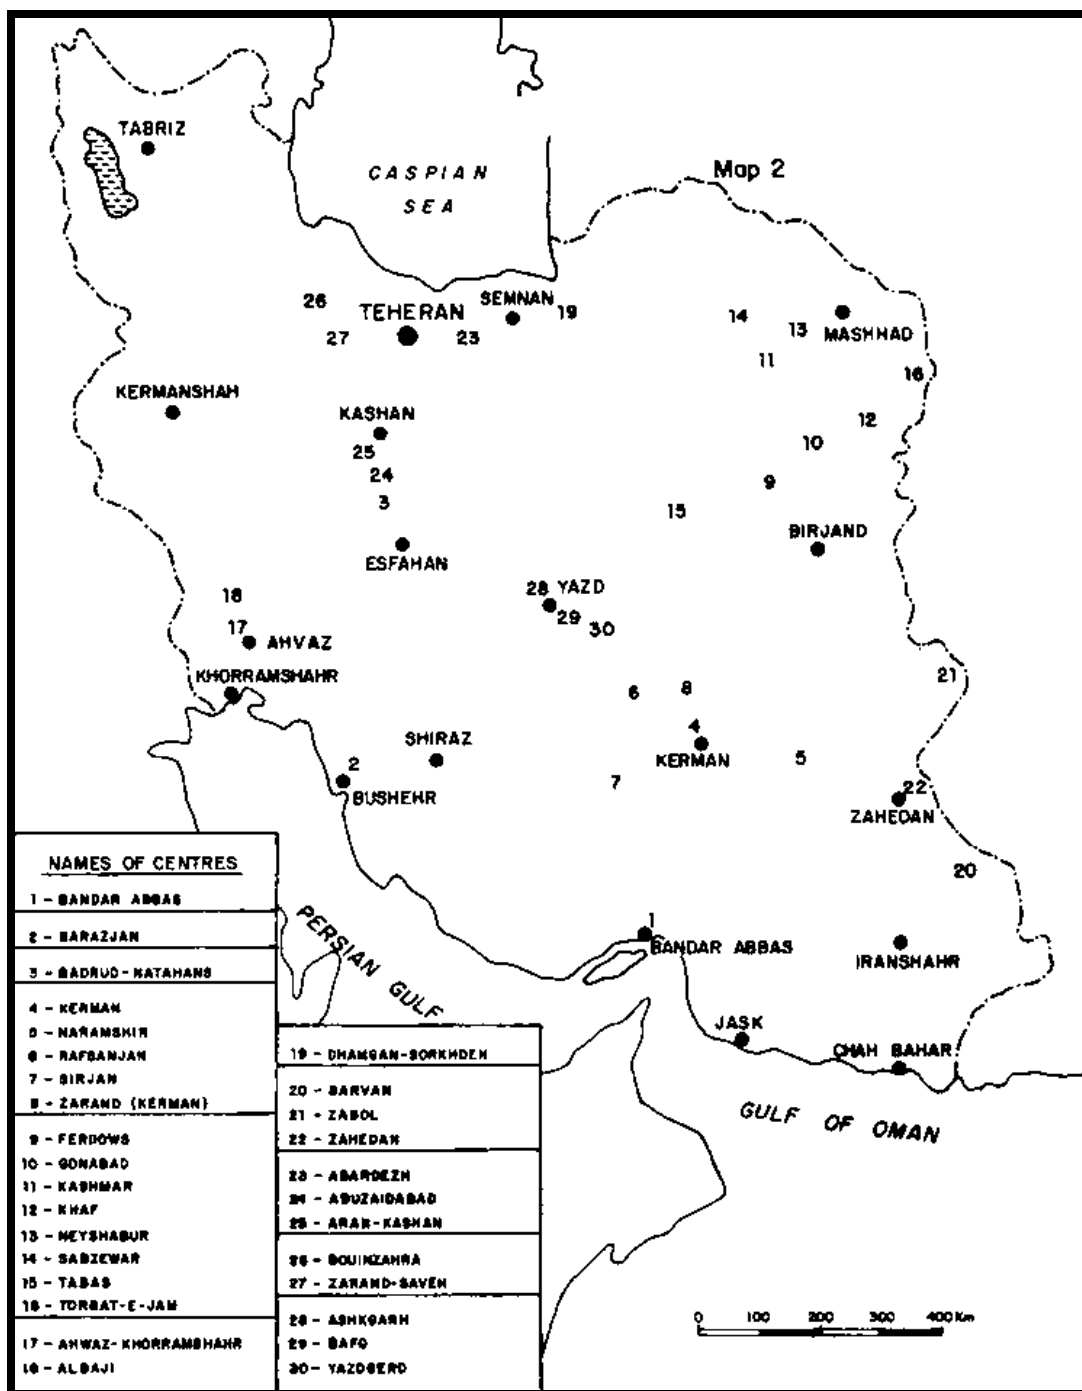 TABRIZ
CASPIAN
SEA
Map 2
26
TEHERAN
SEMNAN
19
27
23
14
13
MASHHAD
11
16
KERMANSHAH
KASHAN
12
25
10
24
9
3
15
BIRJAND
ESFAHAN
18
28 YAZD
29
30
17
AHVAZ
KHORRAMSHAHR
21
6
8
4
SHIRAZ
KERMAN
5
2
7
BUSHEHR
22
ZAHEDAN
20
PERSIAN GULF
1
BANDAR ABBAS
IRANSHAHR
JASK
CHAH BAHAR
GULF OF OMAN
NAMES OF CENTRES
1 - BANDAR ABBAS
2 - BARAZJAN
3 - BADRUD-NATAHANS
4 - KERMAN
5 - NARAMSHIR
6 - RAFSANJAN
7 - SIRJAN
8 - ZARAND (KERMAN)
9 - FERDOWS
10 - GONABAD
11 - KASHMAR
12 - KHAF
13 - NEYSHABUR
14 - SABZEWAR
15 - TABAS
16 - TORBAT-E-JAM
17 - AHWAZ-KHORRAMSHAHR
18 - ALBAJI
19 - DHAMGAN-SORKHDEH
20 - SARVAN
21 - ZABOL
22 - ZAHEDAN
23 - ABARDEZH
24 - ABUZAIDABAD
25 - ARAN-KASHAN
26 - BOUINZAHRA
27 - ZARAND-SAVEH
28 - ASHKGARH
29 - BAFQ
30 - YAZDGERD
0 100 200 300 400 Km